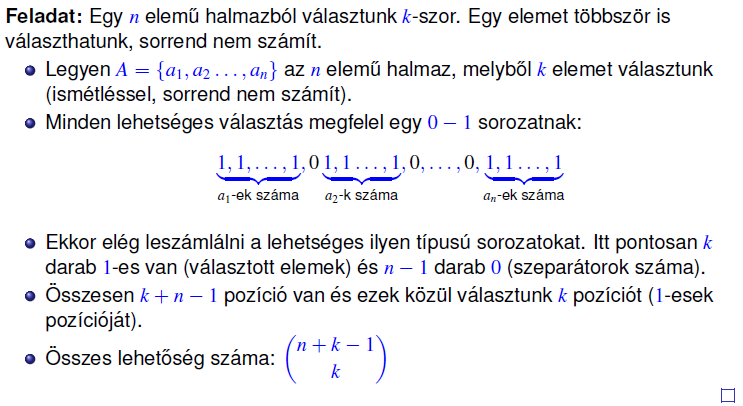 Feladat: Egy n elemű halmazból választunk k-szor. Egy elemet többször is
választhatunk, sorrend nem számít.
Legyen A = {a₁, a₂ . . . , aₙ} az n elemű halmaz, melyből k elemet választunk
(ismétléssel, sorrend nem számít).
Minden lehetséges választás megfelel egy 0 − 1 sorozatnak:
1, 1, . . . , 1, 0 1, 1 . . . , 1, 0, . . . , 0, 1, 1 . . . , 1
a₁-ek száma a₂-k száma aₙ-ek száma
Ekkor elég leszámlálni a lehetséges ilyen típusú sorozatokat. Itt pontosan k
darab 1-es van (választott elemek) és n − 1 darab 0 (szeparátorok száma).
Összesen k + n − 1 pozíció van és ezek közül választunk k pozíciót (1-esek
pozícióját).
Összes lehetőség száma: (n + k − 1
k)